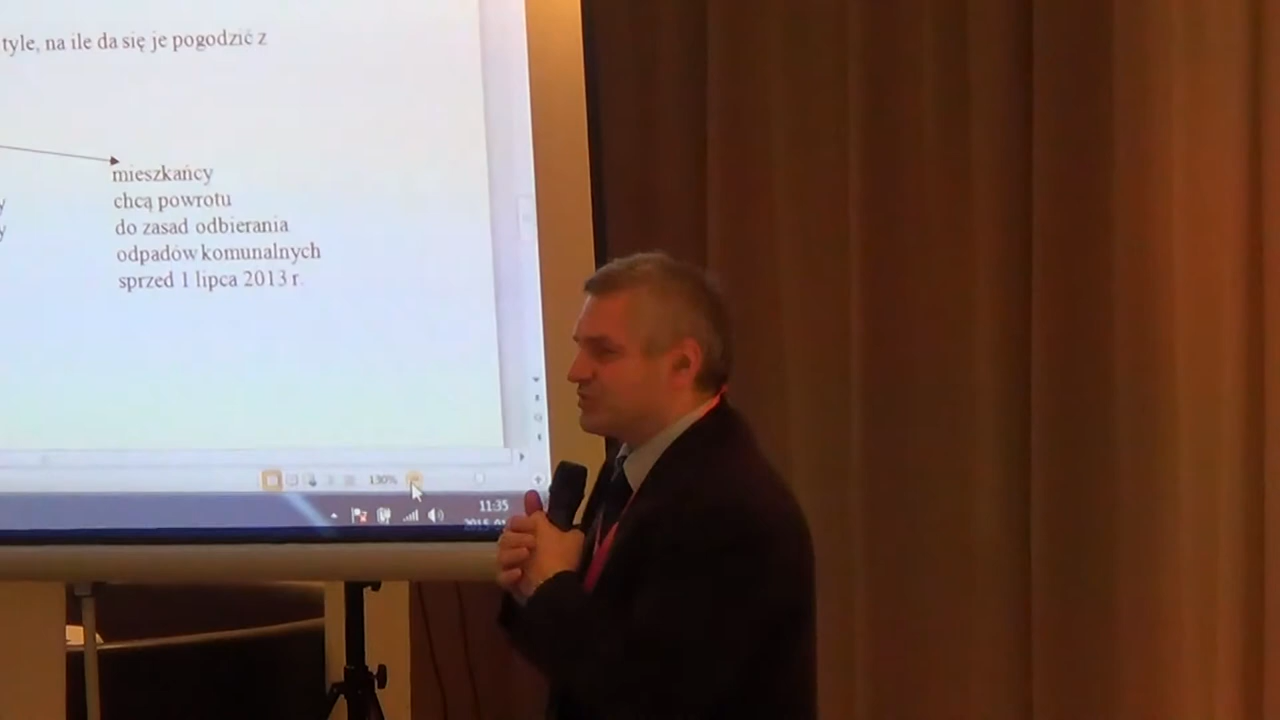 tyle, na ile da się je pogodzić z
mieszkańcy
chcą powrotu
do zasad odbierania
odpadów komunalnych
sprzed 1 lipca 2013 r.
y
y
130%
11:35